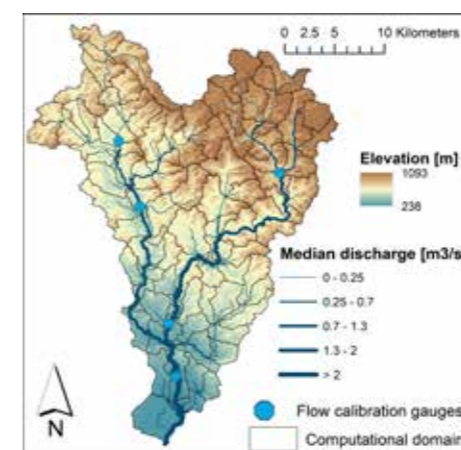 0 2.5 5 10 Kilometers
Elevation [m]
1093
238
Median discharge [m3/s
0 - 0.25
0.25 - 0.7
0.7 - 1.3
1.3 - 2
> 2
Flow calibration gauges
Computational domain
N